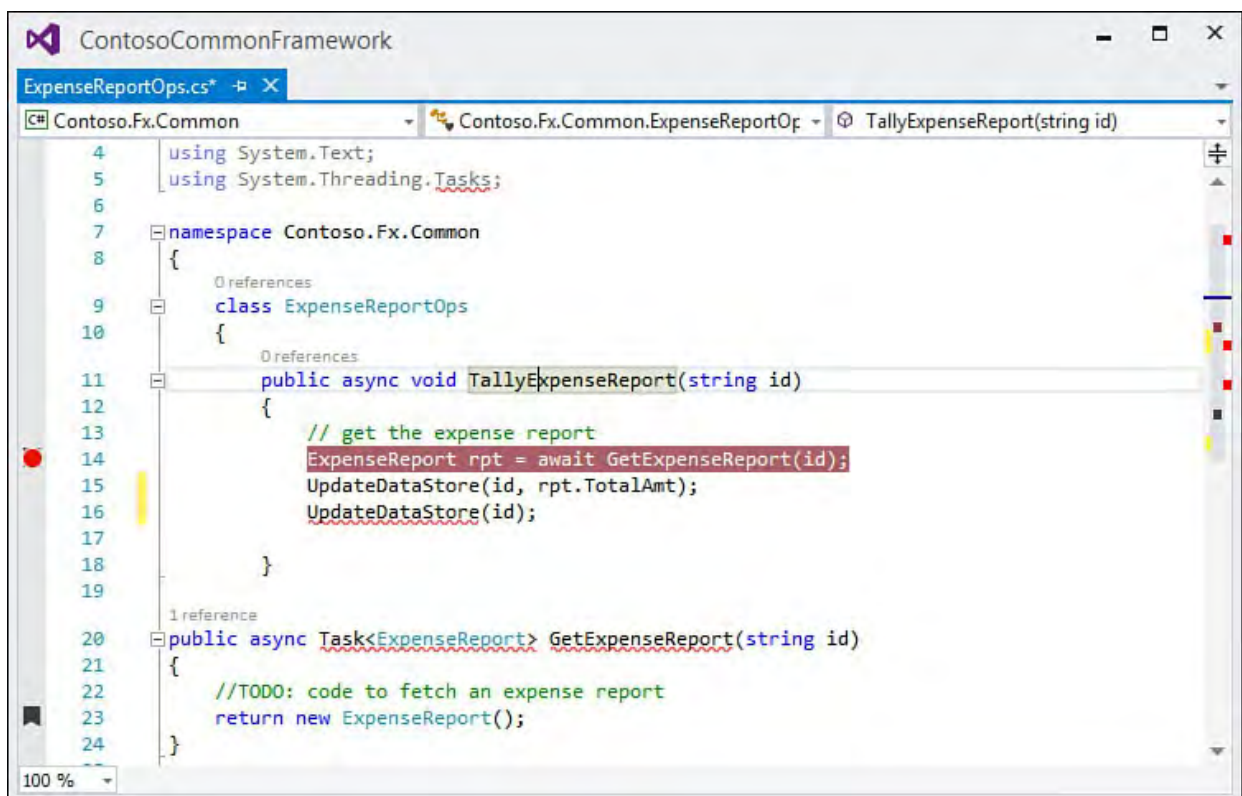 ContosoCommonFramework
ExpenseReportOps.cs*
C# Contoso.Fx.Common Contoso.Fx.Common.ExpenseReportOp TallyExpenseReport(string id)
4 using System.Text;
5 using System.Threading.Tasks;
6
7 namespace Contoso.Fx.Common
8 {
0 references
9 class ExpenseReportOps
10 {
0 references
11 public async void TallyExpenseReport(string id)
12 {
13 // get the expense report
14 ExpenseReport rpt = await GetExpenseReport(id);
15 UpdateDataStore(id, rpt.TotalAmt);
16 UpdateDataStore(id);
17
18 }
19
1 reference
20 public async Task<ExpenseReport> GetExpenseReport(string id)
21 {
22 //TODO: code to fetch an expense report
23 return new ExpenseReport();
24 }
100 %